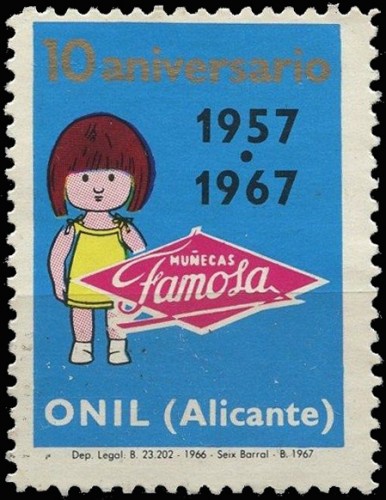 10 aniversario
1957
•
1967
MUÑECAS
Famosa
ONIL (Alicante)
Dep. Legal: B. 23.202 - 1966 - Seix Barral - B. 1967